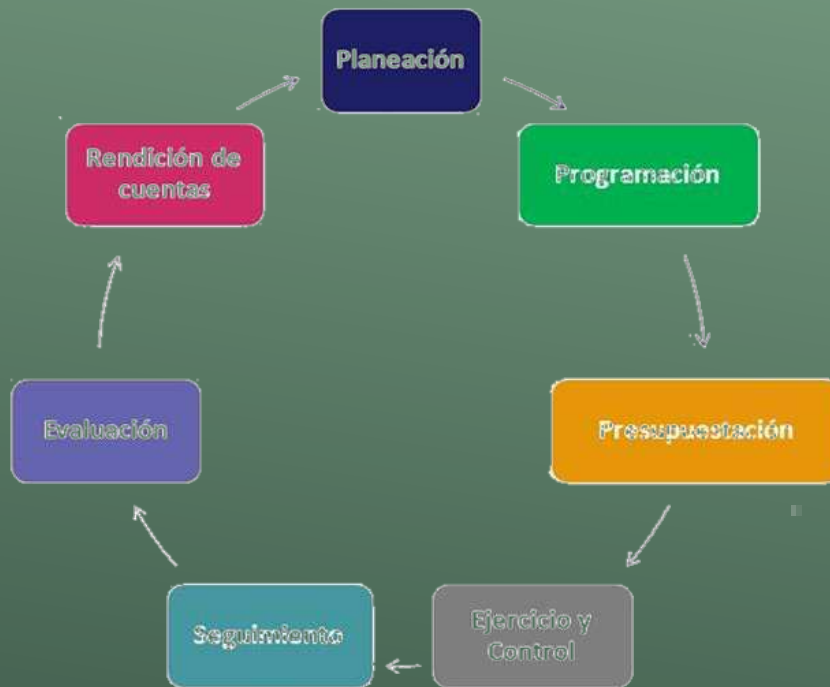 Planeación
Programación
Presupuestación
Ejercicio y
Control
Seguimiento
Evaluación
Rendición de
cuentas